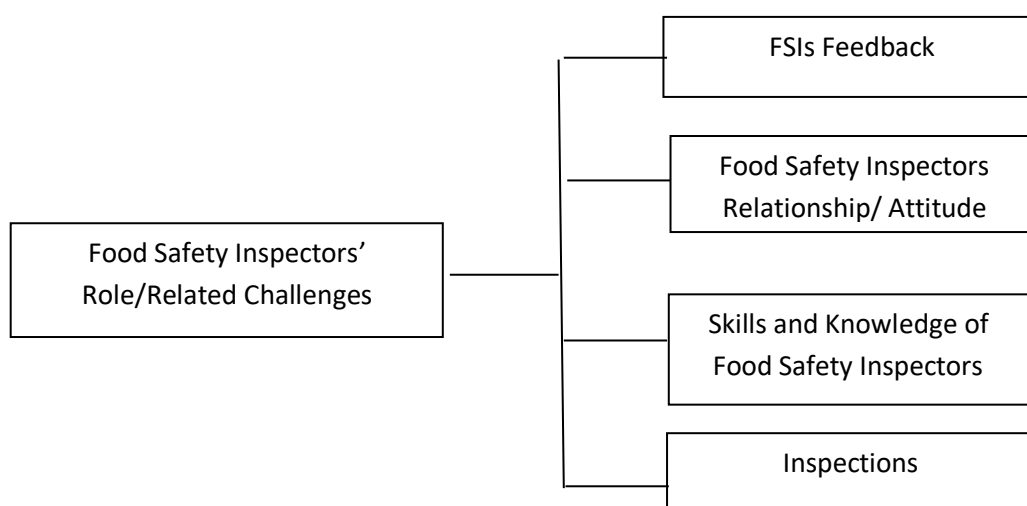 FSIs Feedback
Food Safety Inspectors
Relationship/ Attitude
Food Safety Inspectors’
Role/Related Challenges
Skills and Knowledge of
Food Safety Inspectors
Inspections